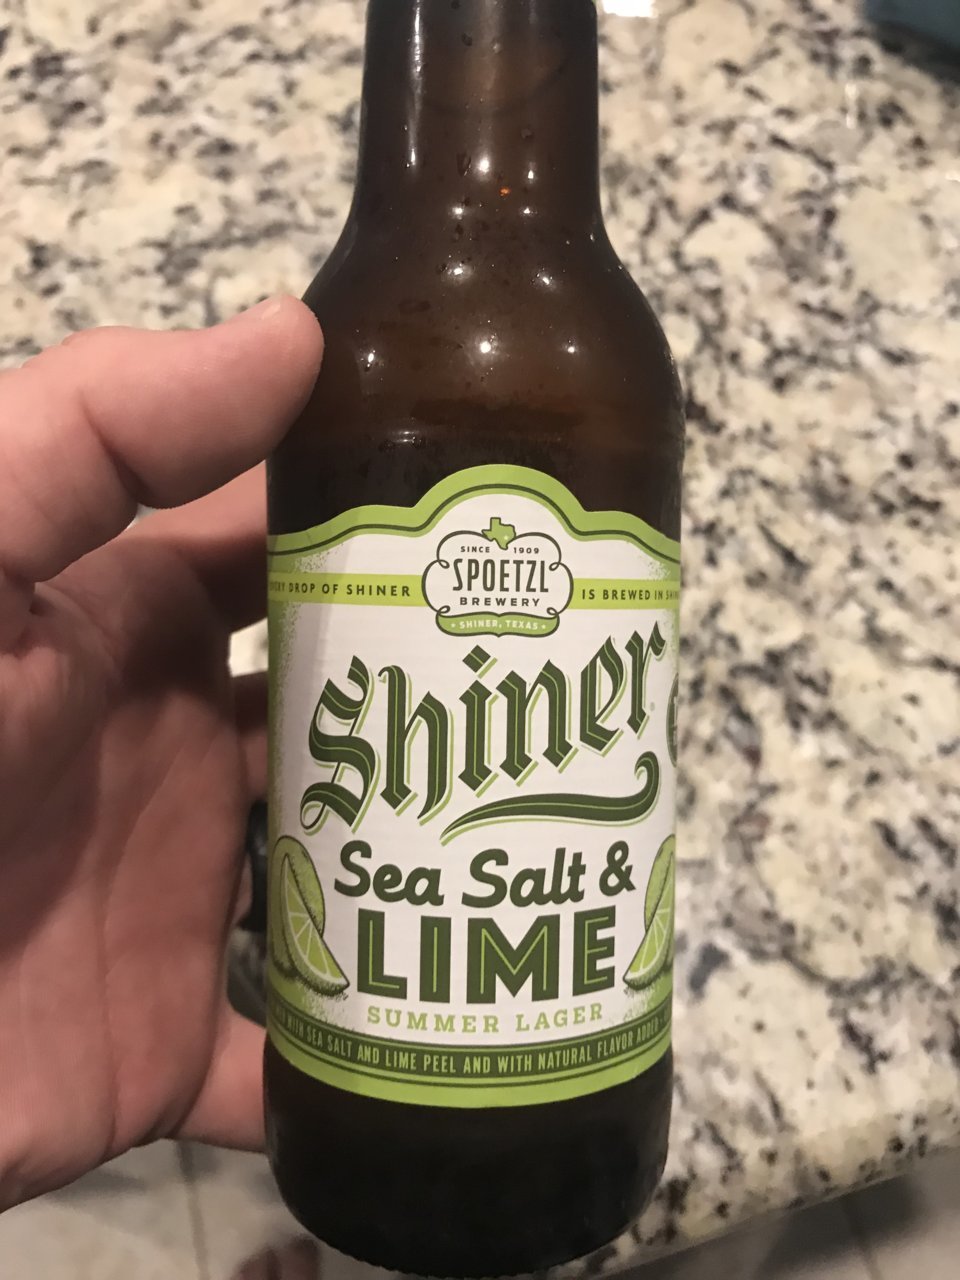 SINCE 1909
SPOETZL
BREWERY
SHINER, TEXAS
DROP OF SHINER
IS BREWED IN
Shiner
Sea Salt &
LIME
SUMMER LAGER
WITH SEA SALT AND LIME PEEL AND WITH NATURAL FLAVOR ADDED